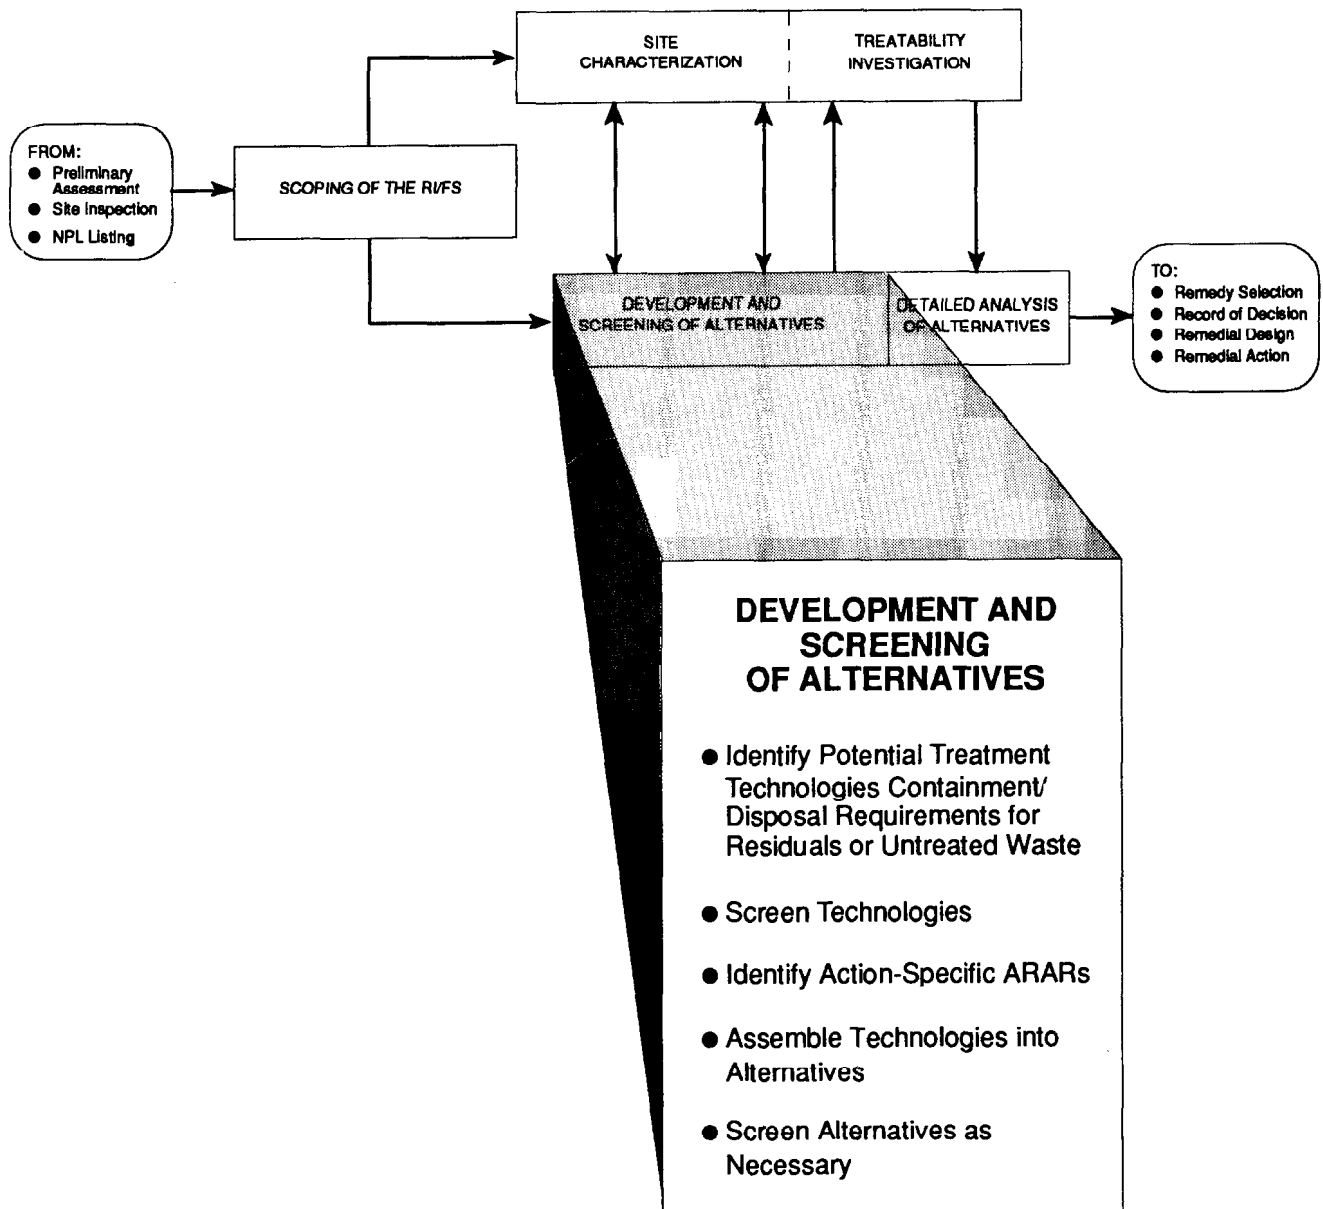 SITE
CHARACTERIZATION
TREATABILITY
INVESTIGATION
FROM:
● Preliminary
Assessment
● Site Inspection
● NPL Listing
SCOPING OF THE RI/FS
DEVELOPMENT AND
SCREENING OF ALTERNATIVES
DETAILED ANALYSIS
OF ALTERNATIVES
TO:
● Remedy Selection
● Record of Decision
● Remedial Design
● Remedial Action
DEVELOPMENT AND
SCREENING
OF ALTERNATIVES
● Identify Potential Treatment
Technologies Containment/
Disposal Requirements for
Residuals or Untreated Waste
● Screen Technologies
● Identify Action-Specific ARARs
● Assemble Technologies into
Alternatives
● Screen Alternatives as
Necessary